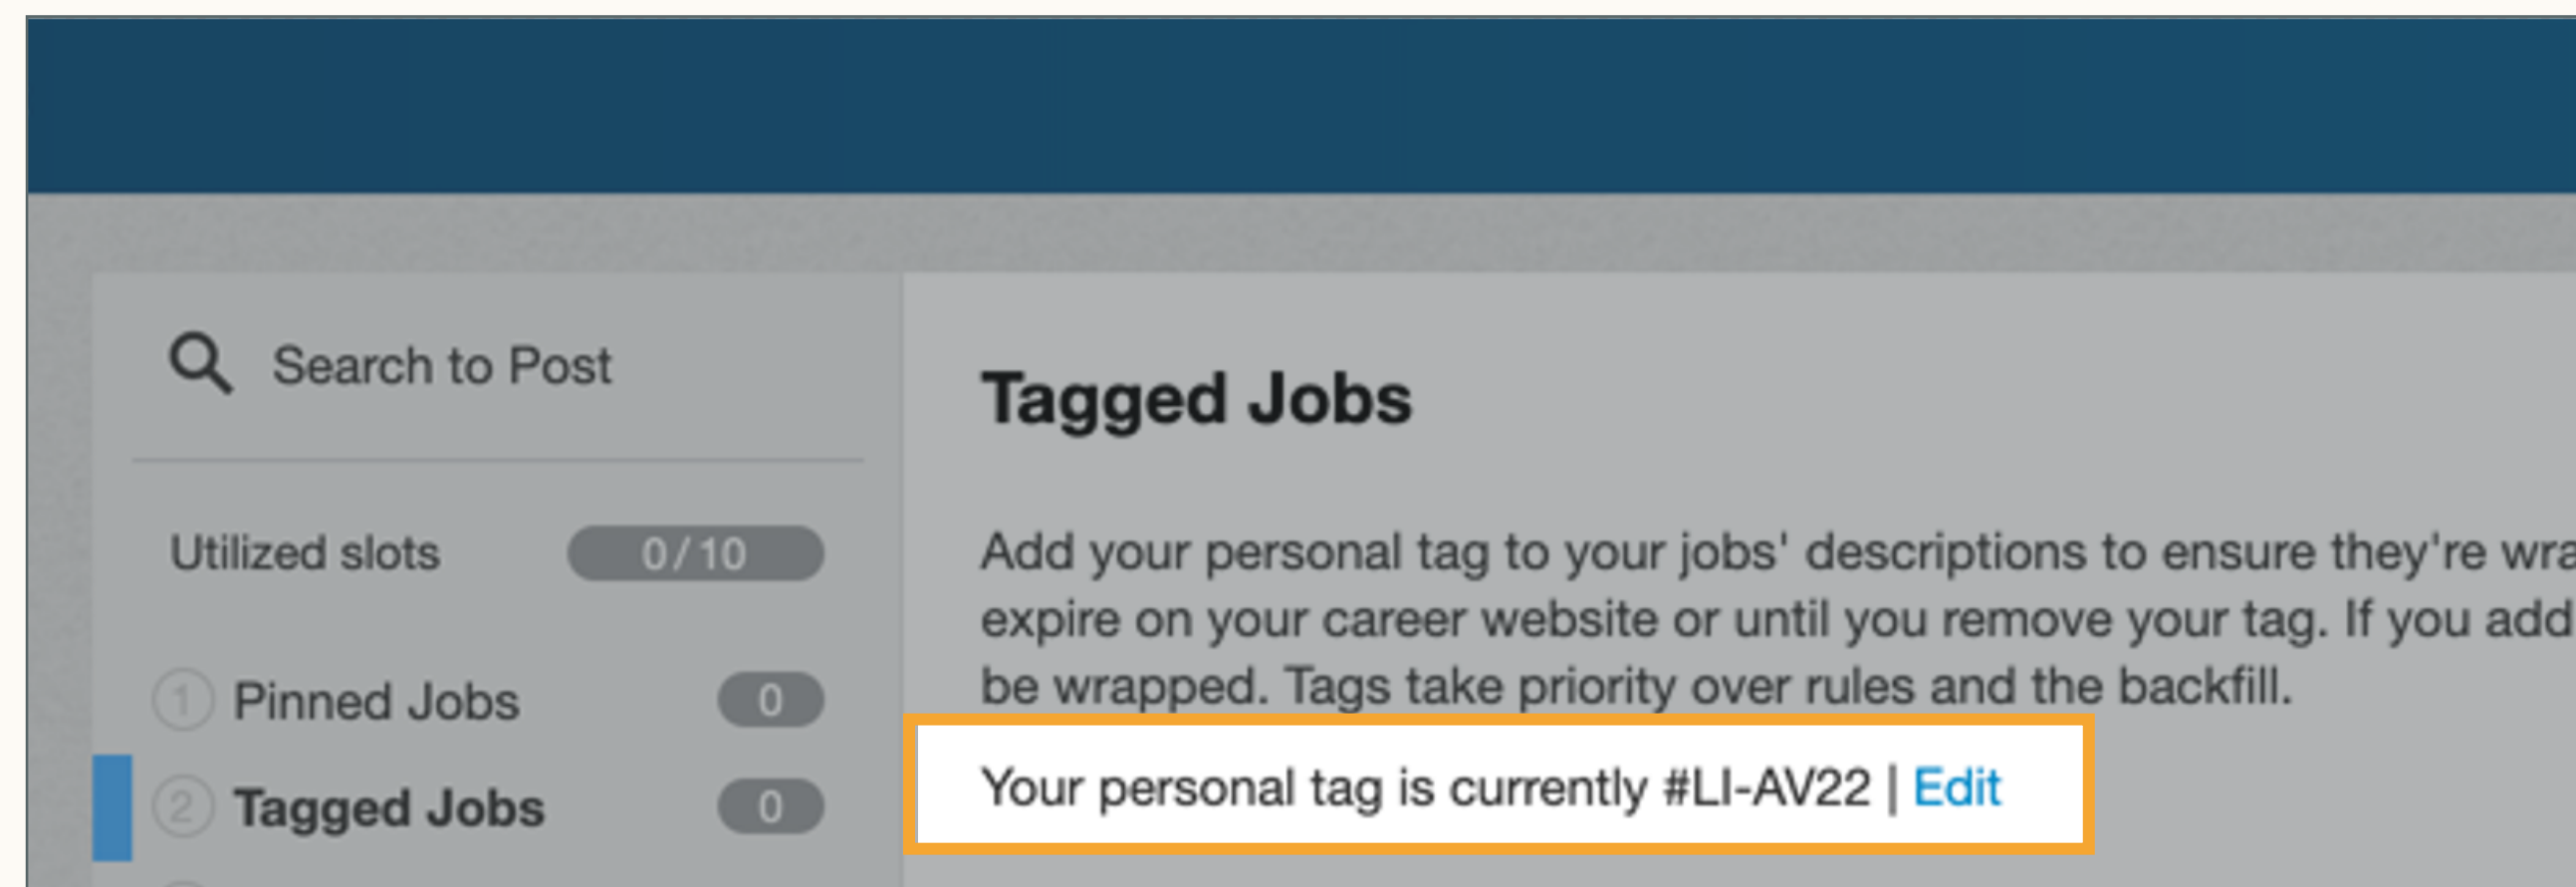 Search to Post
Utilized slots 0/10
1 Pinned Jobs 0
2 Tagged Jobs 0
Tagged Jobs
Add your personal tag to your jobs' descriptions to ensure they're
expire on your career website or until you remove your tag. If you add
be wrapped. Tags take priority over rules and the backfill.
Your personal tag is currently #LI-AV22 | Edit